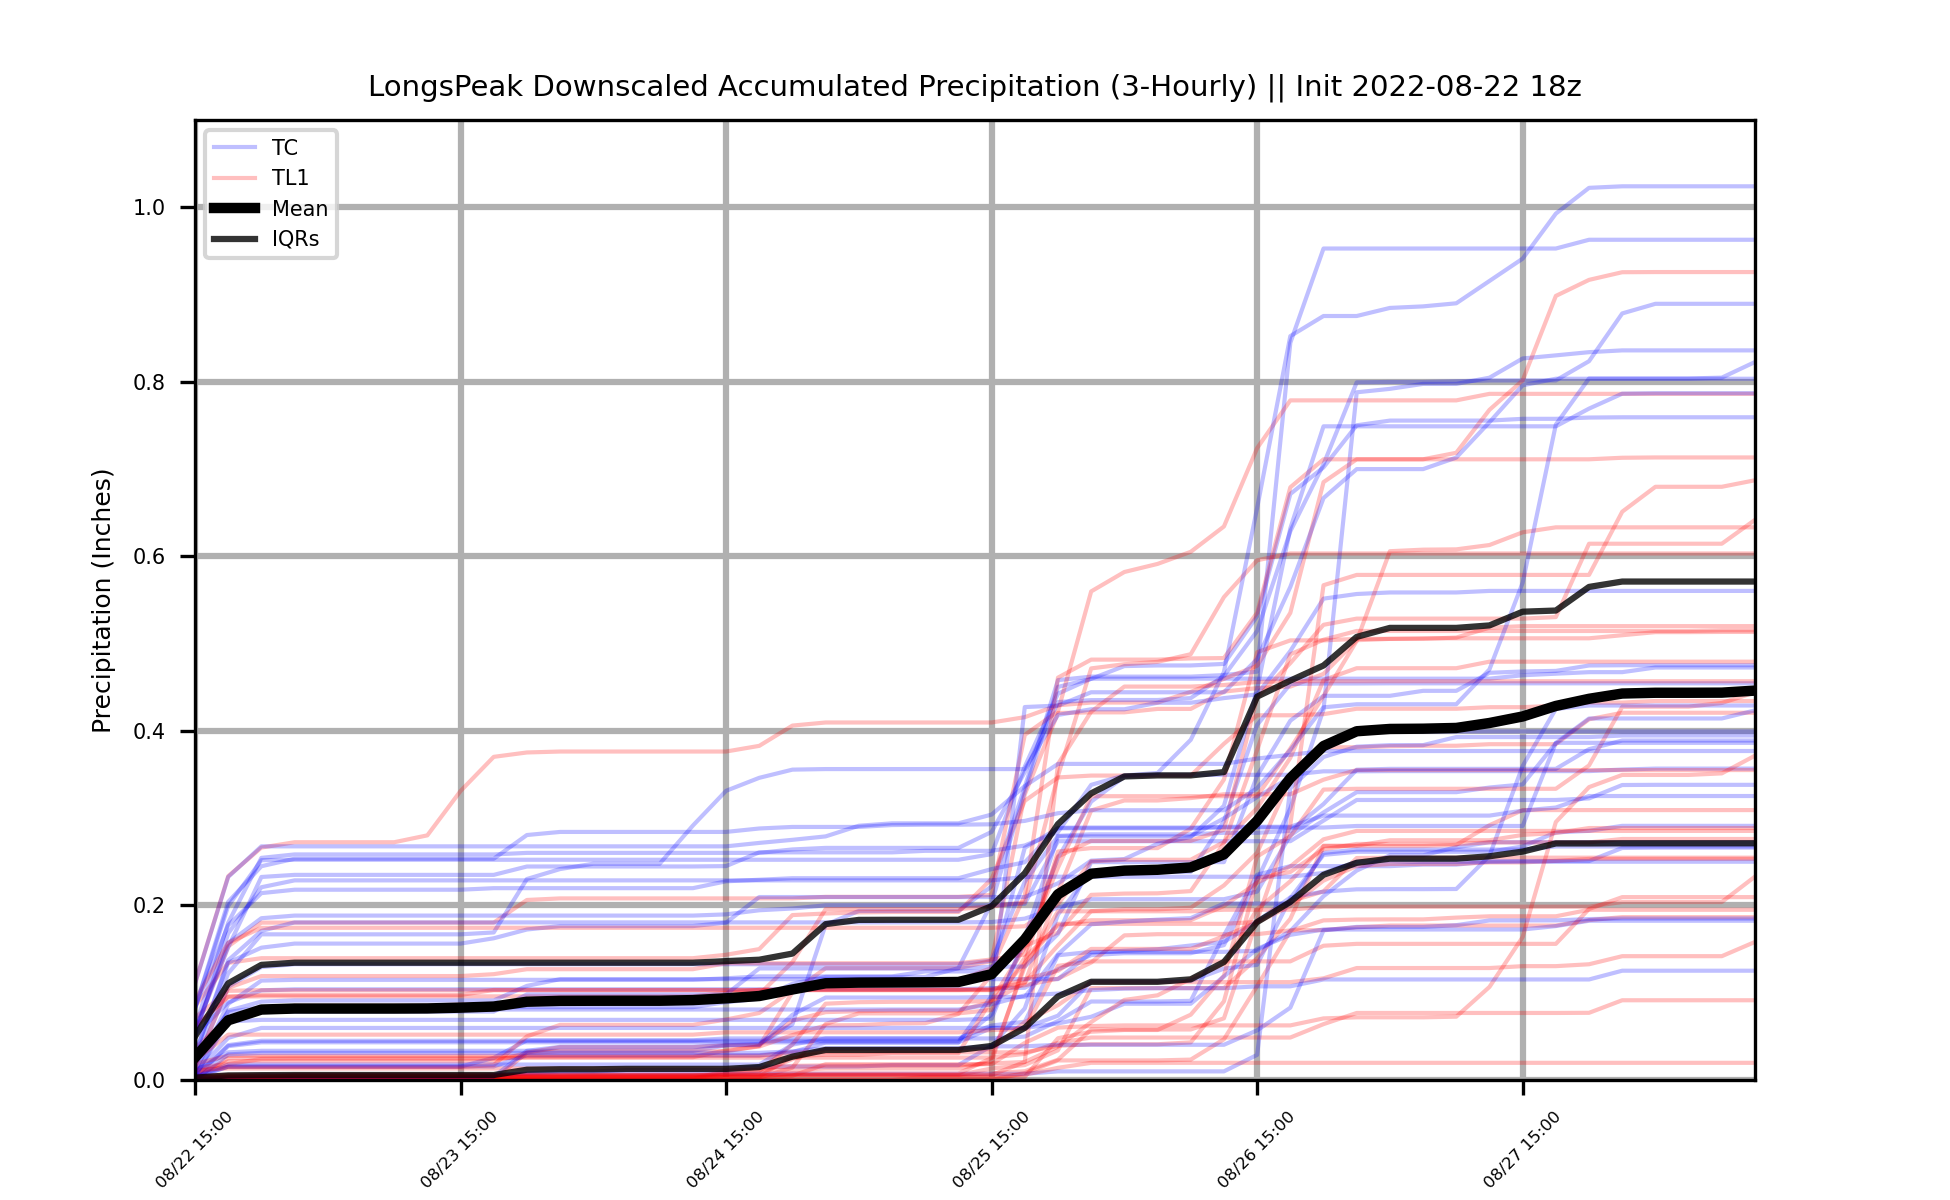 LongsPeak Downscaled Accumulated Precipitation (3-Hourly) || Init 2022-08-22 18z
TC
TL1
Mean
IQRs
Precipitation (Inches)
1.0
0.8
0.6
0.4
0.2
0.0
08/22 15:00
08/23 15:00
08/24 15:00
08/25 15:00
08/26 15:00
08/27 15:00